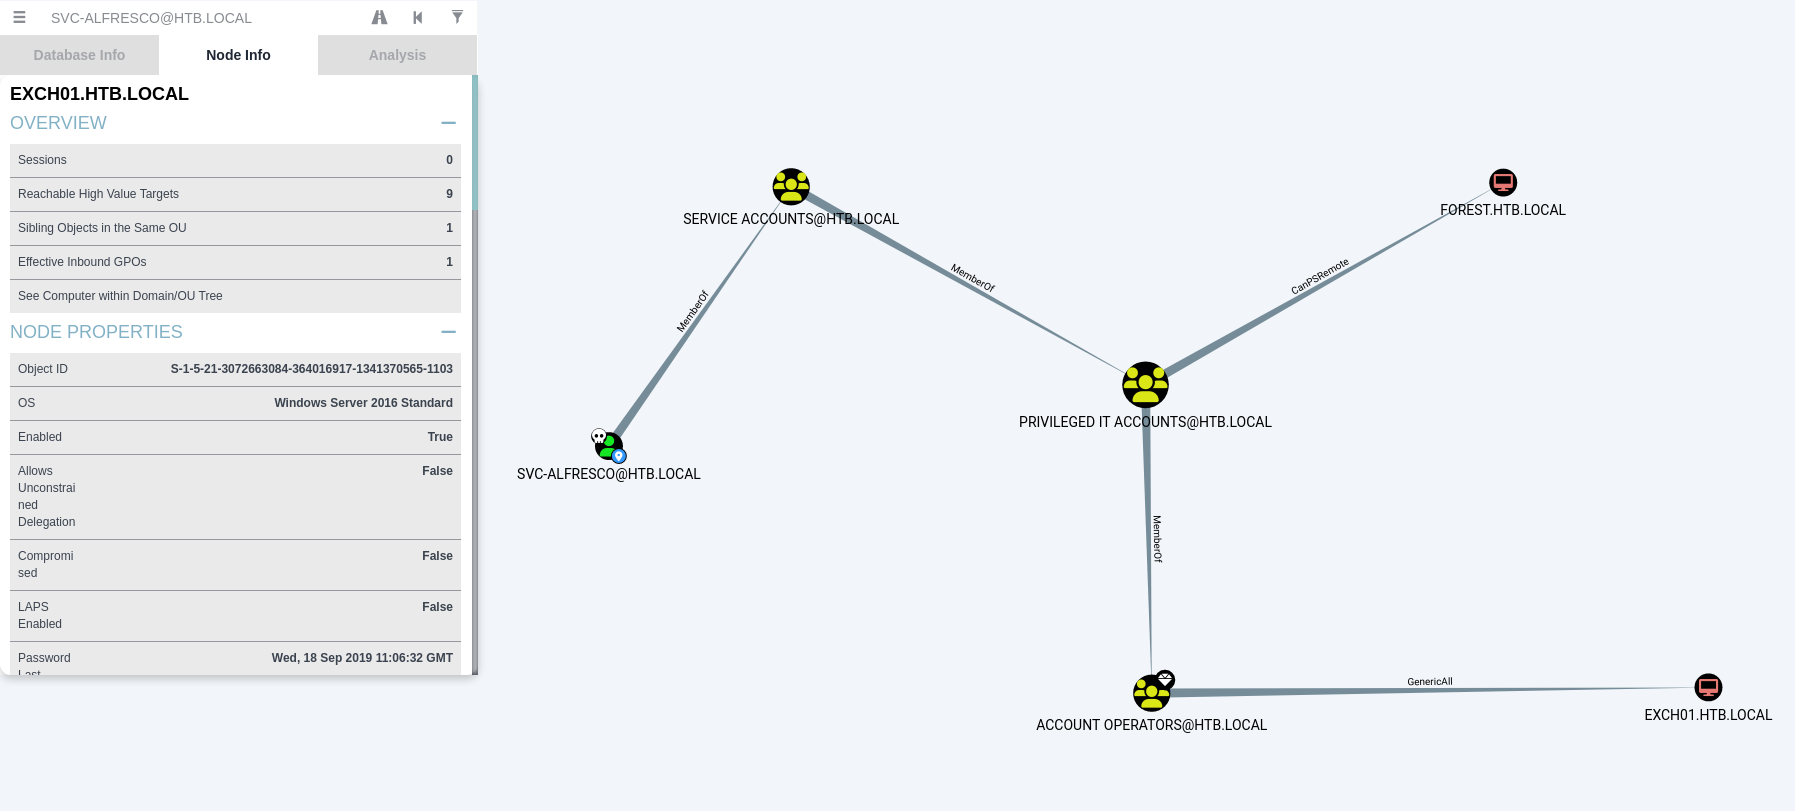 SVC-ALFRESCO@HTB.LOCAL
Database Info
Node Info
Analysis
EXCH01.HTB.LOCAL
OVERVIEW
Sessions 0
Reachable High Value Targets 9
Sibling Objects in the Same OU 1
Effective Inbound GPOs 1
See Computer within Domain/OU Tree
NODE PROPERTIES
Object ID S-1-5-21-3072663084-364016917-1341370565-1103
OS Windows Server 2016 Standard
Enabled True
Allows False
Unconstrai
ned
Delegation
Compromi False
sed
LAPS False
Enabled
Password Wed, 18 Sep 2019 11:06:32 GMT
Last
SERVICE ACCOUNTS@HTB.LOCAL
FOREST.HTB.LOCAL
MemberOf
CanPSRemote
MemberOf
PRIVILEGED IT ACCOUNTS@HTB.LOCAL
SVC-ALFRESCO@HTB.LOCAL
MemberOf
GenericAll
ACCOUNT OPERATORS@HTB.LOCAL
EXCH01.HTB.LOCAL